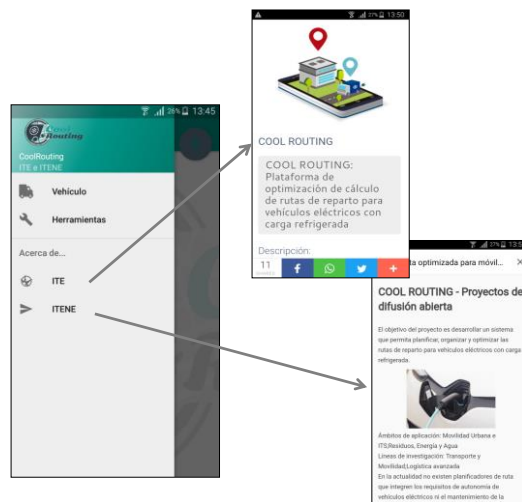 28% 13:45
Cool
Routing
CoolRouting
ITE e ITENE
Vehículo
Herramientas
Acerca de...
ITE
ITENE
27% 13:50
COOL ROUTING
COOL ROUTING:
Plataforma de
optimización de cálculo
de rutas de reparto para
vehículos eléctricos con
carga refrigerada
Descripción:
11
27% 13:5
ta optimizada para móvil...
COOL ROUTING - Proyectos de
difusión abierta
El objetivo del proyecto es desarrollar un sistema
que permita planificar, organizar y optimizar las
rutas de reparto para vehículos eléctricos con carga
refrigerada.
Ámbitos de aplicación: Movilidad Urbana e
ITS;Residuos, Energía y Agua
Líneas de investigación: Transporte y
Movilidad;Logística avanzada
En la actualidad no existen planificadores de ruta
que integren los requisitos de autonomía de
vehículos eléctricos ni el mantenimiento de la